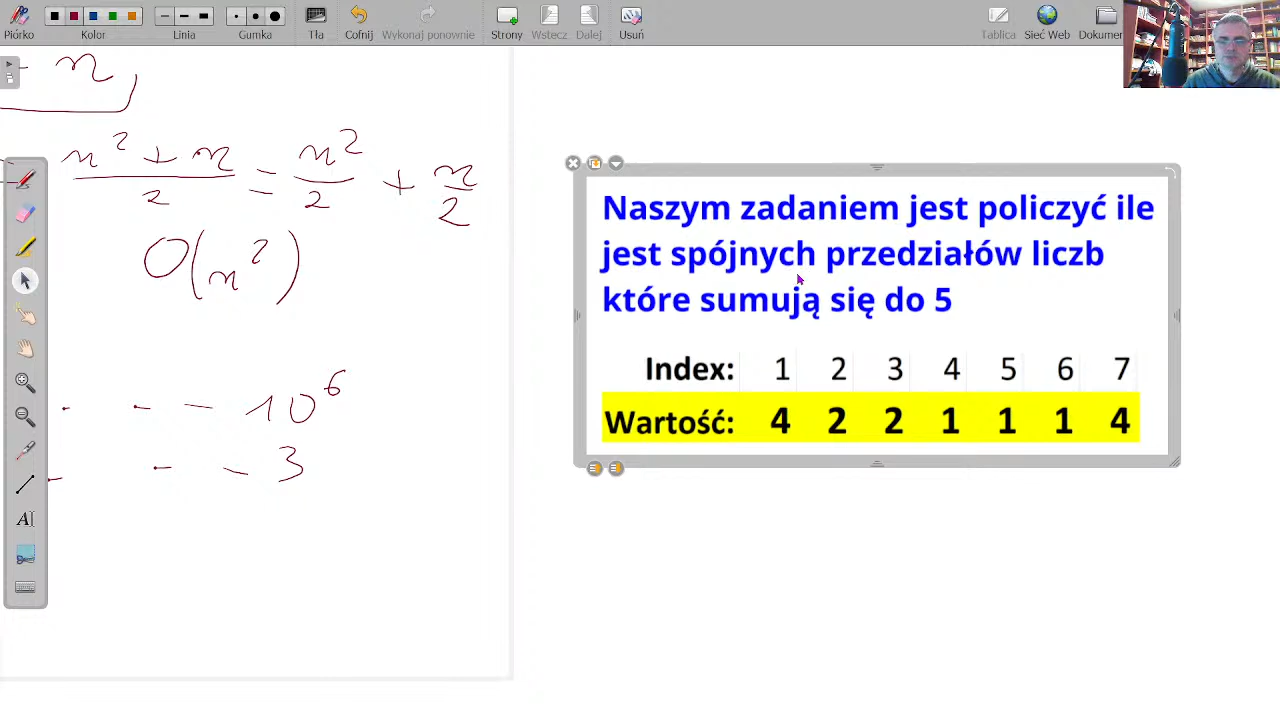 Piórko Kolor Linia Gumka Tła Cofnij Wykonaj ponownie Strony Wstecz Dalej Usuń Tablica Sieć Web Dokumen
- n
n² + n / 2 = n² / 2 + n / 2
O(n²)
. - - 10⁶
- - - 3
Naszym zadaniem jest policzyć ile
jest spójnych przedziałów liczb
które sumują się do 5
Index: 1 2 3 4 5 6 7
Wartość: 4 2 2 1 1 1 4